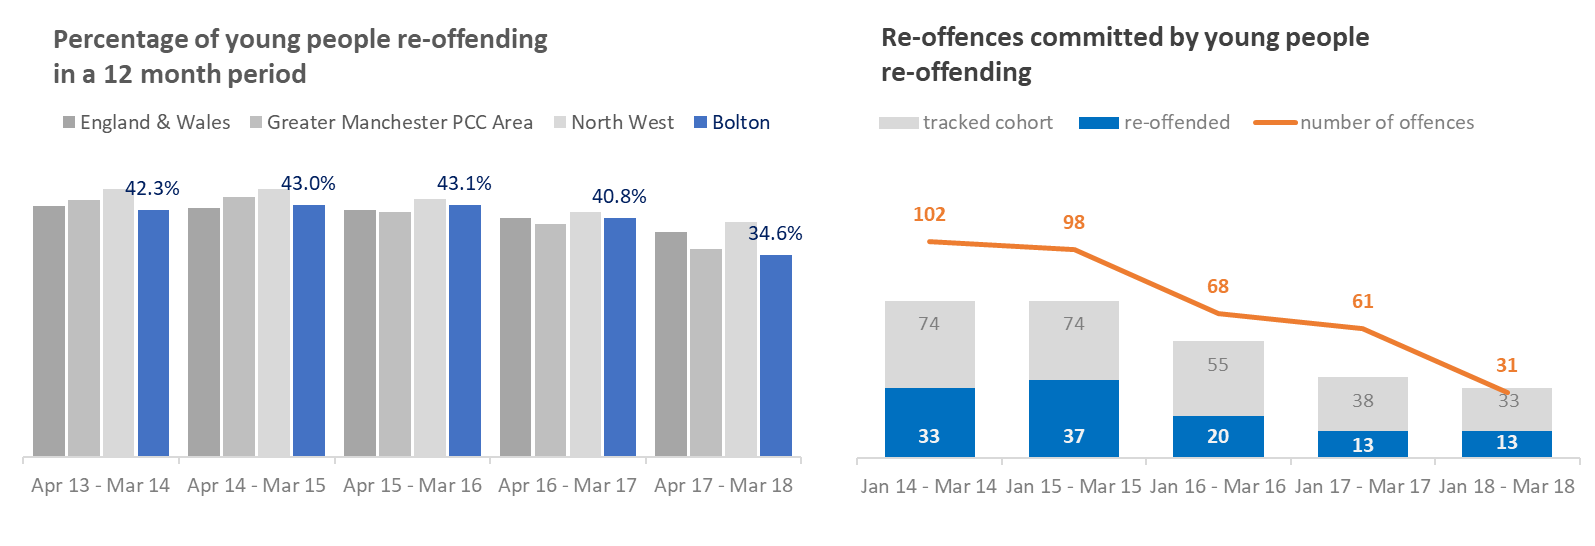 Percentage of young people re-offending
in a 12 month period
England & Wales Greater Manchester PCC Area North West Bolton
42.3% 43.0% 43.1% 40.8% 34.6%
Apr 13 - Mar 14 Apr 14 - Mar 15 Apr 15 - Mar 16 Apr 16 - Mar 17 Apr 17 - Mar 18
Re-offences committed by young people
re-offending
tracked cohort re-offended number of offences
102 98 68 61 31
74 74 55 38 33
33 37 20 13 13
Jan 14 - Mar 14 Jan 15 - Mar 15 Jan 16 - Mar 16 Jan 17 - Mar 17 Jan 18 - Mar 18